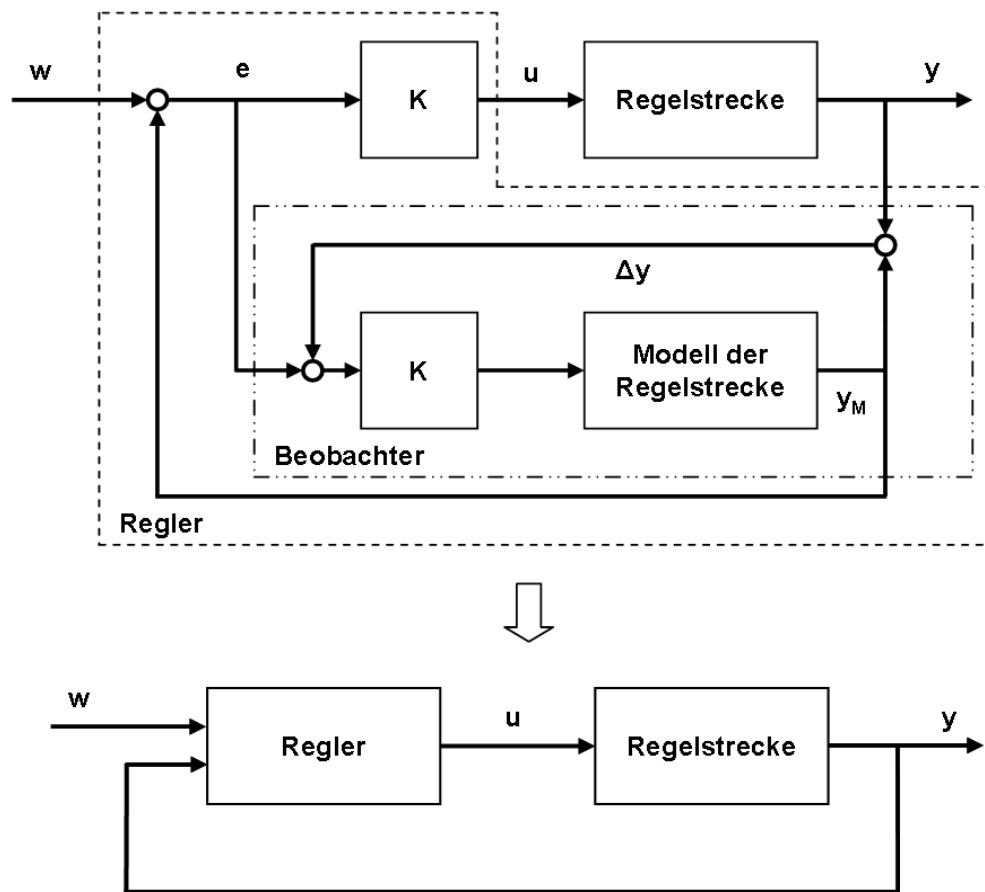 w
e
K
u
Regelstrecke
y
Δy
K
Modell der
Regelstrecke
yM
Beobachter
Regler
w
Regler
u
Regelstrecke
y